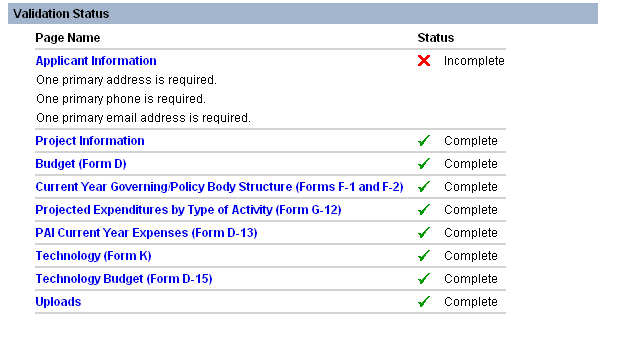 Validation Status
Page Name Status
Applicant Information Incomplete
One primary address is required.
One primary phone is required.
One primary email address is required.
Project Information Complete
Budget (Form D) Complete
Current Year Governing/Policy Body Structure (Forms F-1 and F-2) Complete
Projected Expenditures by Type of Activity (Form G-12) Complete
PAI Current Year Expenses (Form D-13) Complete
Technology (Form K) Complete
Technology Budget (Form D-15) Complete
Uploads Complete